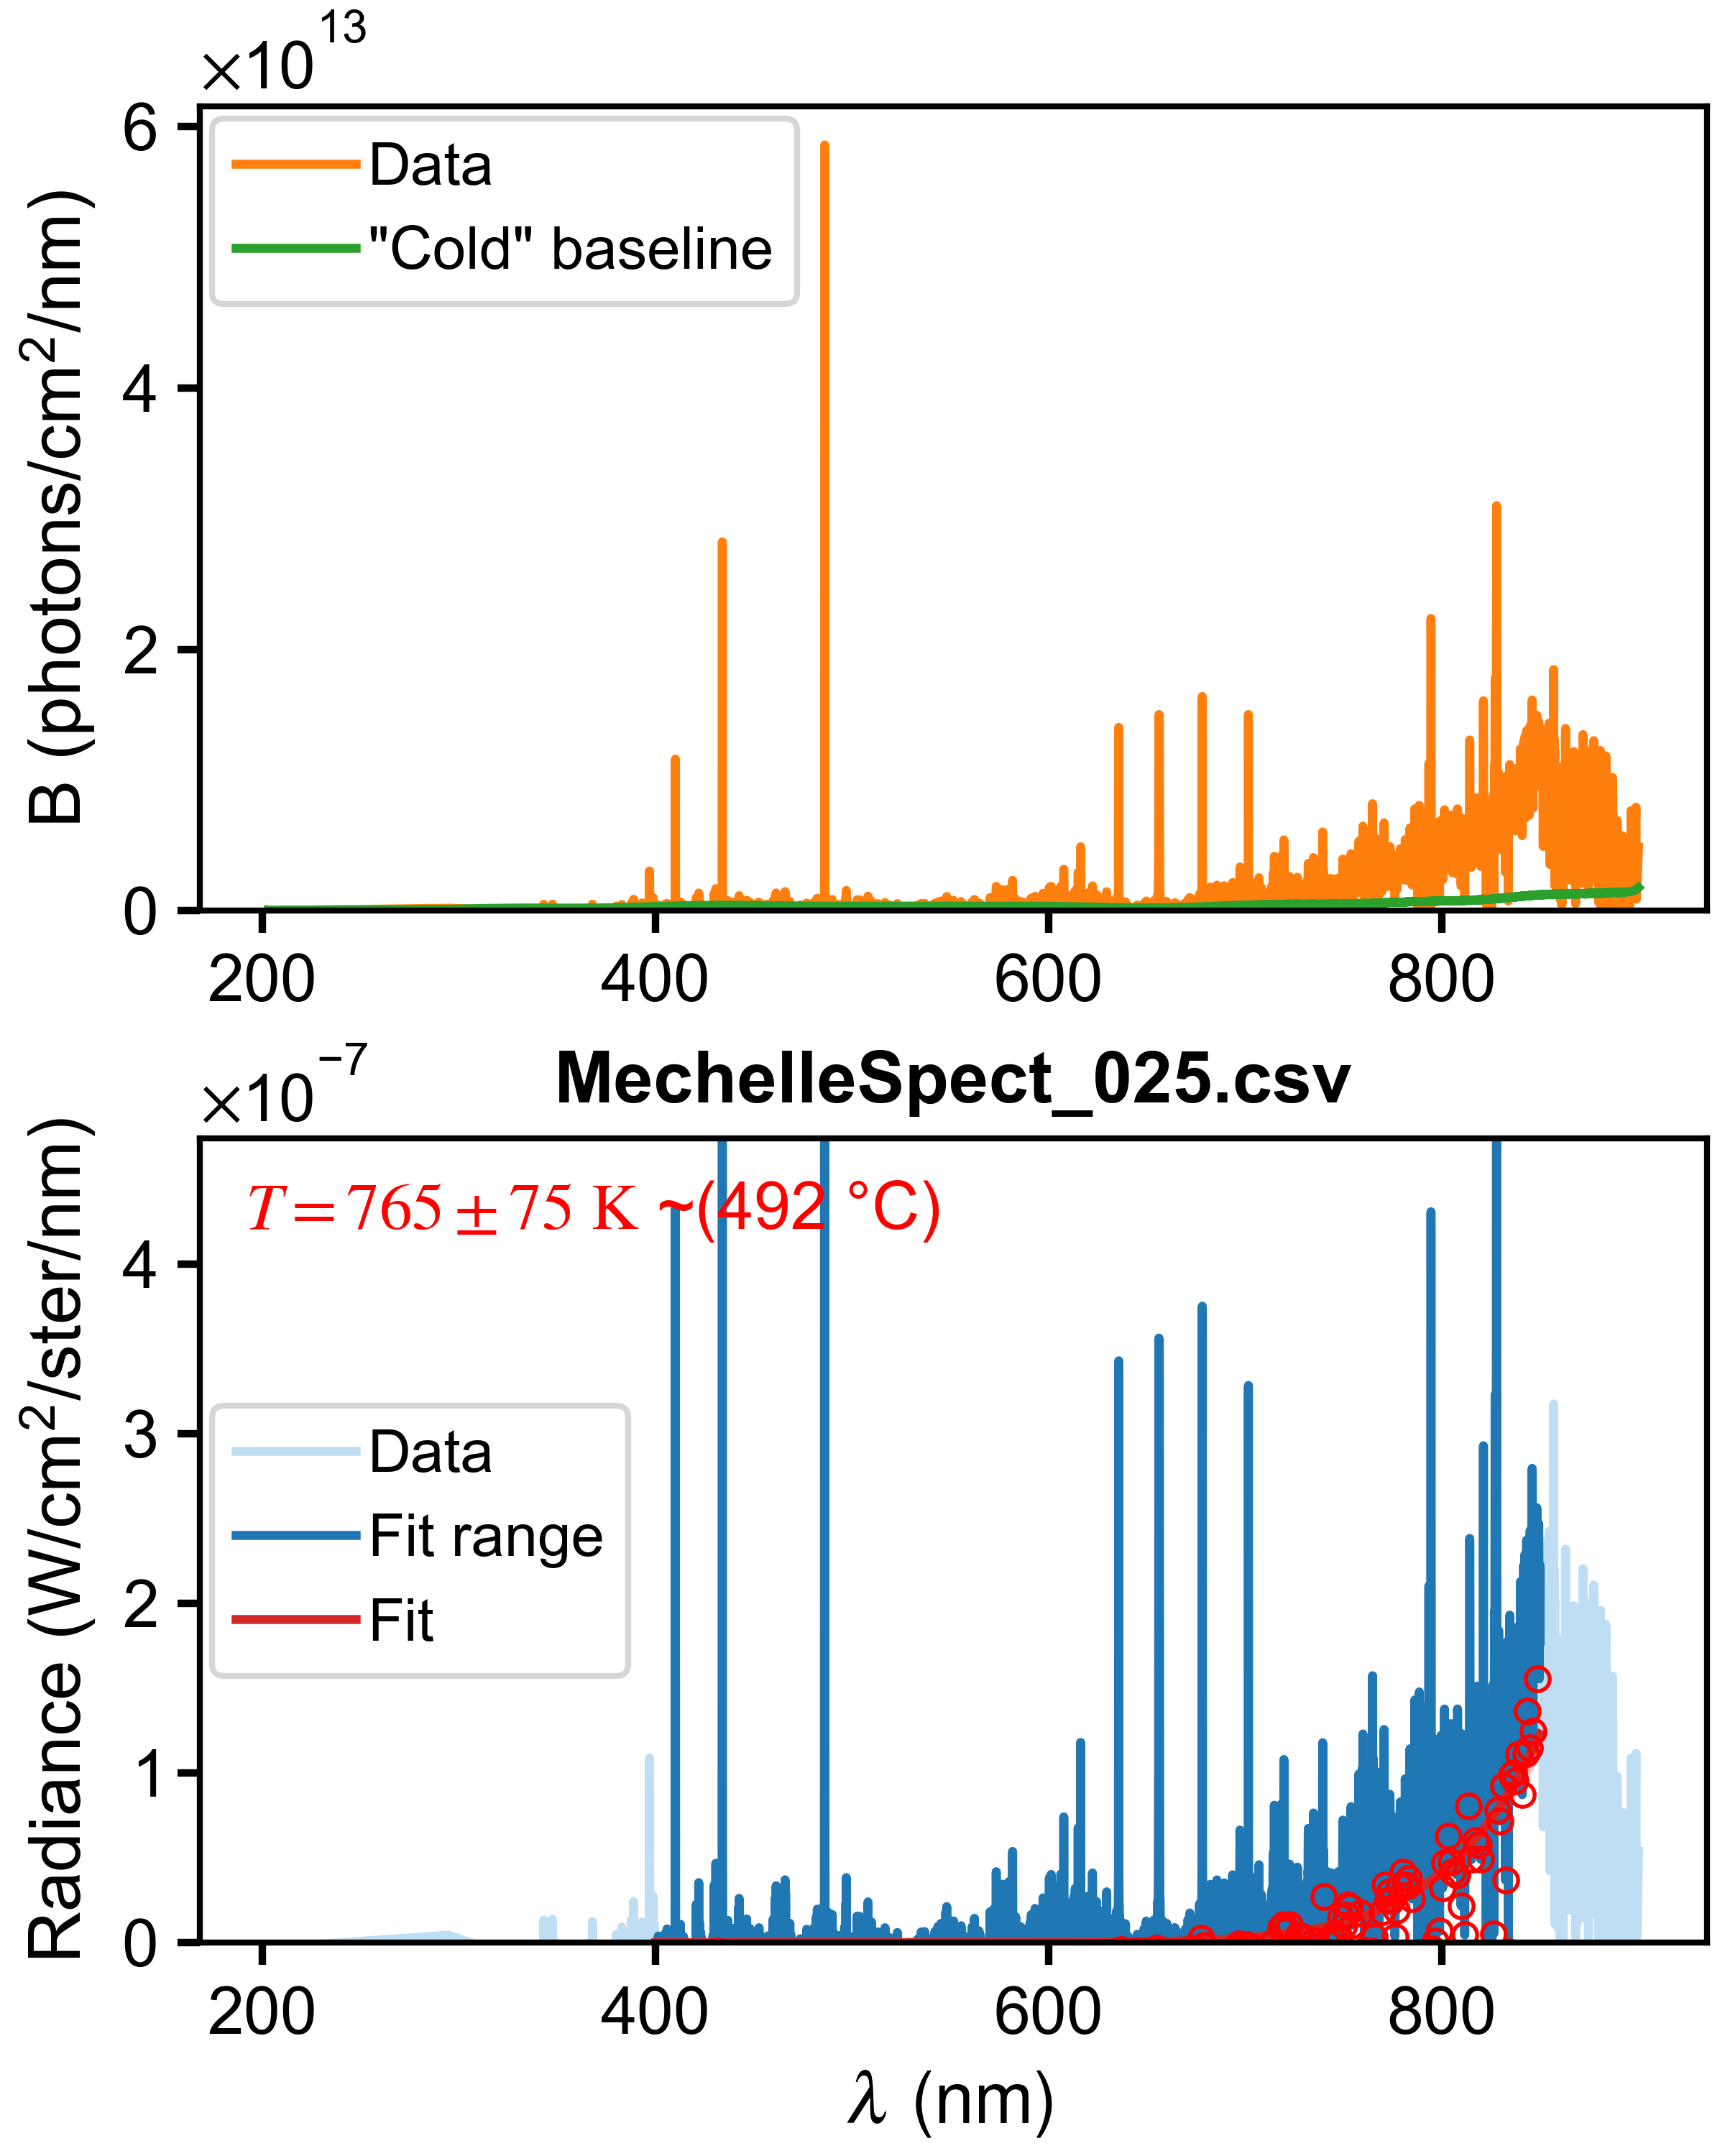 ×10¹³
B (photons/cm²/nm)
6
4
2
0
Data
"Cold" baseline
200 400 600 800
MechelleSpect_025.csv
×10⁻⁷
Radiance (W/cm²/ster/nm)
T = 765 ± 75 K ~(492 °C)
4
3
2
1
0
Data
Fit range
Fit
200 400 600 800
λ (nm)